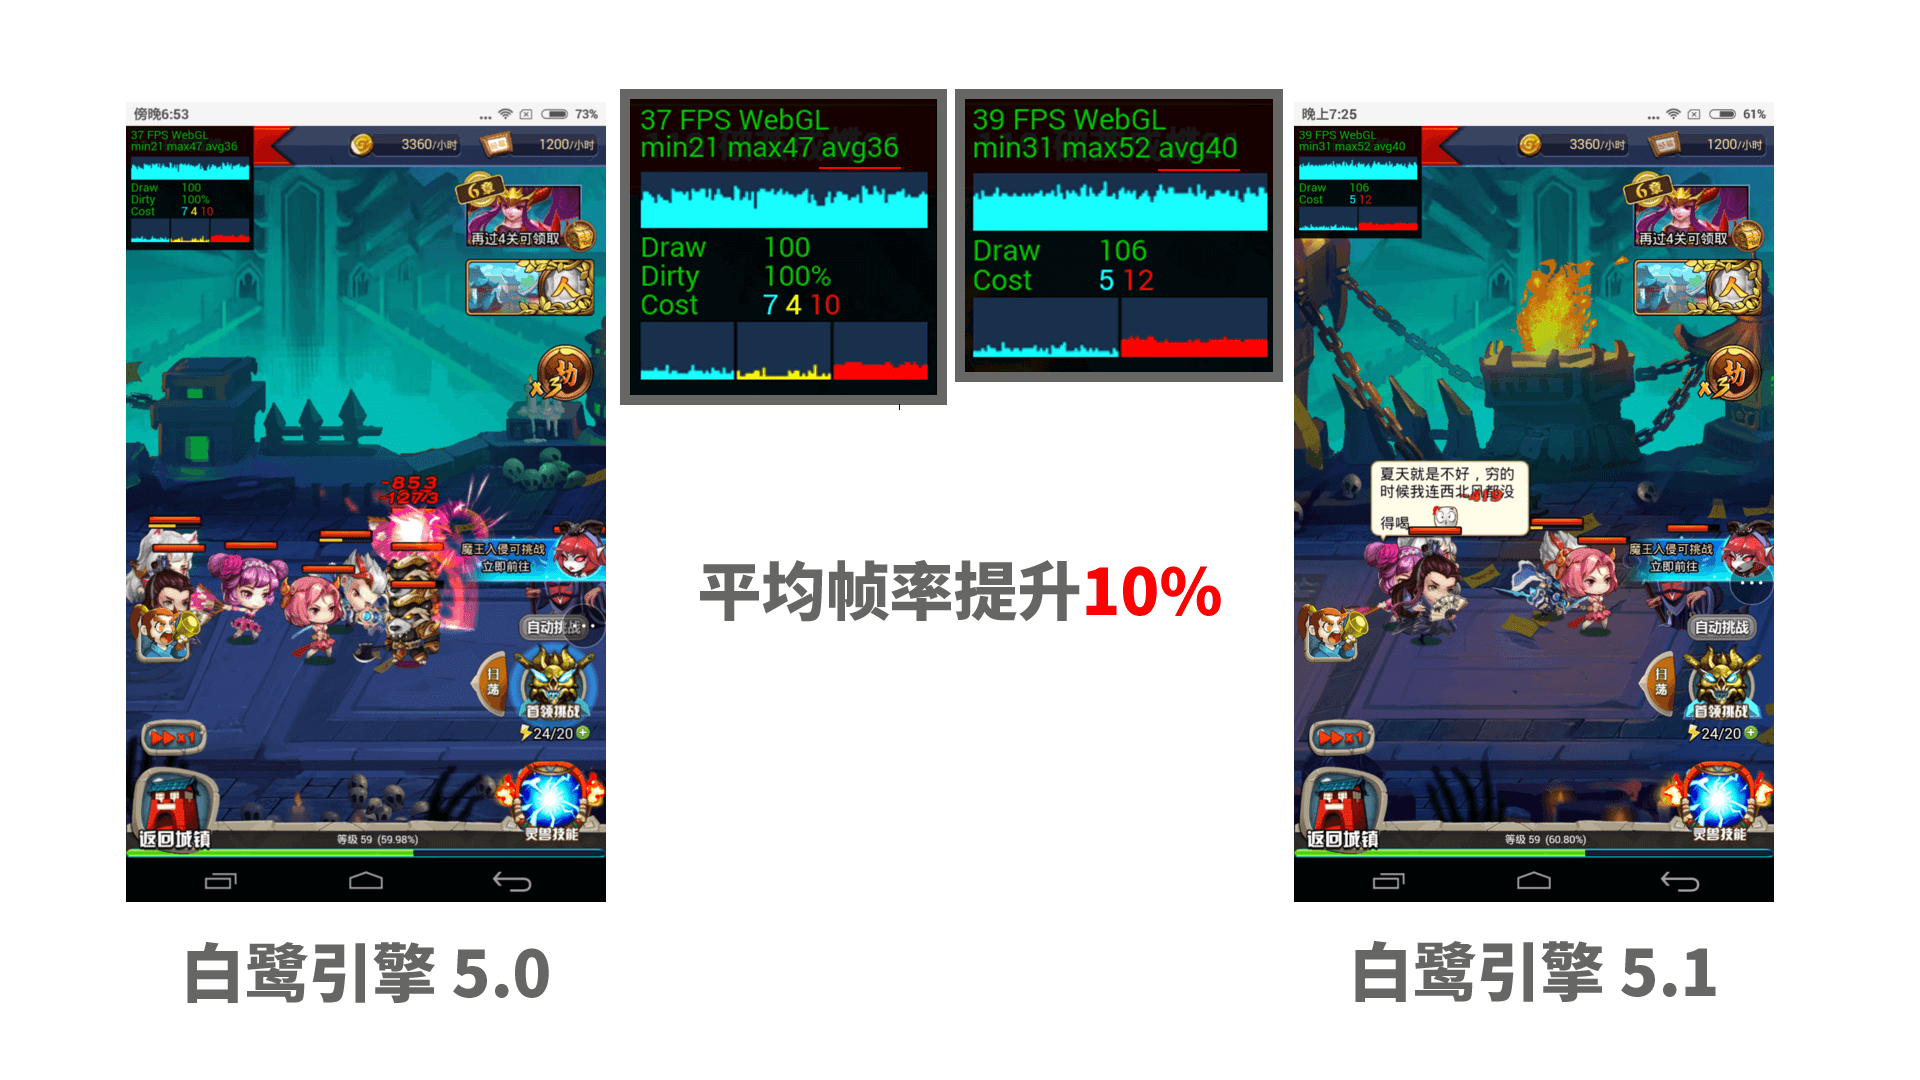 傍晚6:53
73%
37 FPS WebGL
min21 max47 avg36
Draw 100
Dirty 100%
Cost 7 4 10
3360/小时
1200/小时
6章
再过4关可领取
人
劫
x3
-853
-1273
魔王入侵可挑战
立即前往
自动挑战
扫荡
首领挑战
24/20
x1
返回城镇
等级 59 (59.98%)
灵兽技能
白鹭引擎 5.0
37 FPS WebGL
min21 max47 avg36
Draw 100
Dirty 100%
Cost 7 4 10
39 FPS WebGL
min31 max52 avg40
Draw 106
Cost 5 12
平均帧率提升10%
晚上7:25
61%
39 FPS WebGL
min31 max52 avg40
Draw 106
Cost 5 12
3360/小时
1200/小时
6章
再过4关可领取
人
劫
x3
夏天就是不好，穷的
时候我连西北风都没
得喝
魔王入侵可挑战
立即前往
自动挑战
扫荡
首领挑战
24/20
x1
返回城镇
等级 59 (60.80%)
灵兽技能
白鹭引擎 5.1